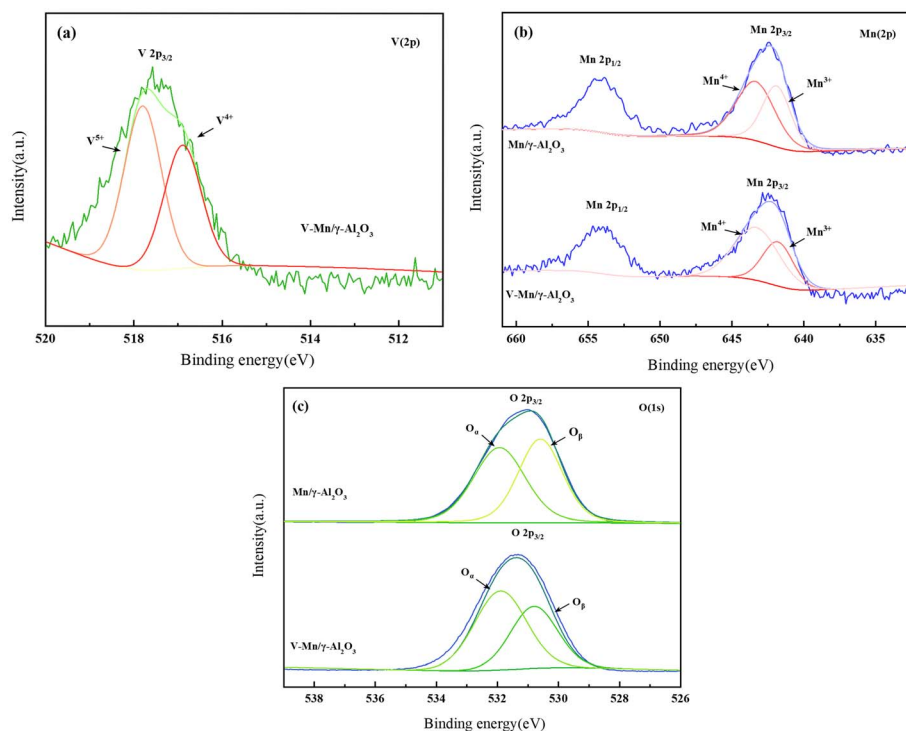 (a)
V(2p)
V 2p₃/₂
V⁵⁺
V⁴⁺
V-Mn/γ-Al₂O₃
Intensity(a.u.)
520 518 516 514 512
Binding energy(eV)
(b)
Mn(2p)
Mn 2p₃/₂
Mn 2p₁/₂
Mn⁴⁺
Mn³⁺
Mn/γ-Al₂O₃
Mn 2p₃/₂
Mn 2p₁/₂
Mn⁴⁺
Mn³⁺
V-Mn/γ-Al₂O₃
Intensity(a.u.)
660 655 650 645 640 635
Binding energy(eV)
(c)
O 2p₃/₂
O(1s)
Oα
Oβ
Mn/γ-Al₂O₃
O 2p₃/₂
Oα
Oβ
V-Mn/γ-Al₂O₃
Intensity(a.u.)
538 536 534 532 530 528 526
Binding energy(eV)